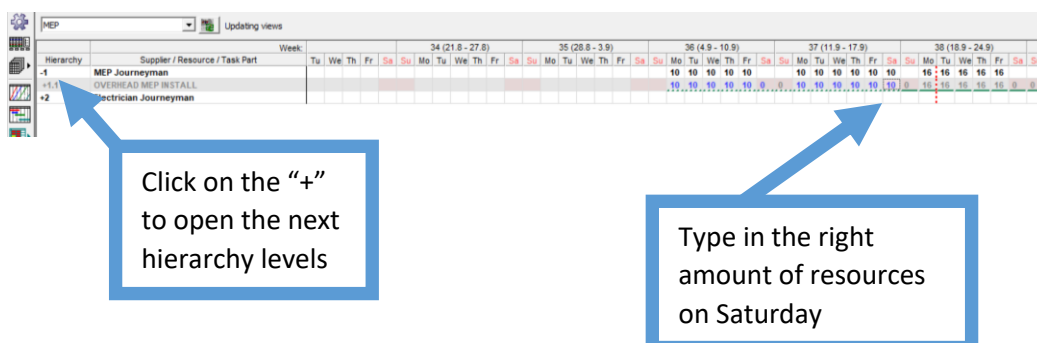 MEP Updating views
Week: 34 (21.8 - 27.8) 35 (28.8 - 3.9) 36 (4.9 - 10.9) 37 (11.9 - 17.9) 38 (18.9 - 24.9)
Hierarchy Supplier / Resource / Task Part Tu We Th Fr Sa Su Mo Tu We Th Fr Sa Su Mo Tu We Th Fr Sa Su Mo Tu We Th Fr Sa Su Mo Tu We Th Fr Sa Su Mo Tu We Th Fr Sa S
-1 MEP Journeyman 10 10 10 10 10 10 10 10 10 10 10 16 16 16 16 16
+1.1 OVERHEAD MEP INSTALL 10 10 10 10 10 0 0 10 10 10 10 10 10 0 16 16 16 16 16 0 0
+2 Electrician Journeyman
Click on the “+”
to open the next
hierarchy levels
Type in the right
amount of resources
on Saturday